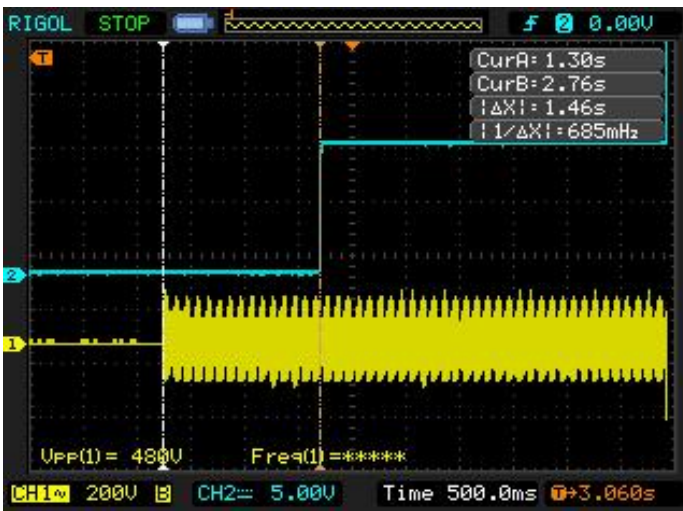 RIGOL STOP T f 2 0.00V
T
CurA: 1.30s
CurB: 2.76s
|ΔX|: 1.46s
|1/ΔX|: 685mHz
2
1
Vpp(1)= 480V Freq(1)=*****
CH1~ 200V B CH2⎓ 5.00V Time 500.0ms T→3.060s